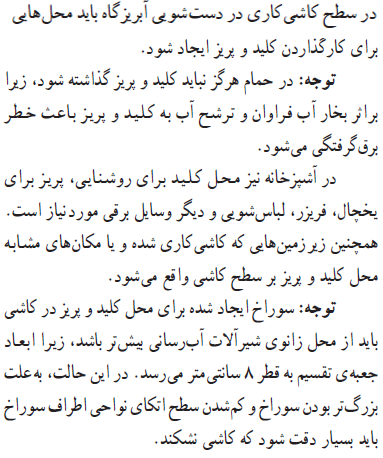 در سطح کاشی‌کاری در دست‌شویی آبریزگاه باید محل‌هایی
برای کارگذاردن کلید و پریز ایجاد شود.
توجه: در حمام هرگز نباید کلید و پریز گذاشته شود، زیرا
براثر بخار آب فراوان و ترشح آب به کلید و پریز باعث خطر
برق‌گرفتگی می‌شود.
در آشپزخانه نیز محل کلید برای روشنایی، پریز برای
یخچال، فریزر، لباس‌شویی و دیگر وسایل برقی موردنیاز است.
همچنین زیرزمین‌هایی که کاشی‌کاری شده و یا مکان‌های مشابه
محل کلید و پریز بر سطح کاشی واقع می‌شود.
توجه: سوراخ ایجاد شده برای محل کلید و پریز در کاشی
باید از محل زانوی شیرآلات آب‌رسانی بیش‌تر باشد، زیرا ابعاد
جعبه‌ی تقسیم به قطر ۸ سانتی‌متر می‌رسد. در این حالت، به‌علت
بزرگ‌تر بودن سوراخ و کم‌شدن سطح اتکای نواحی اطراف سوراخ
باید بسیار دقت شود که کاشی نشکند.